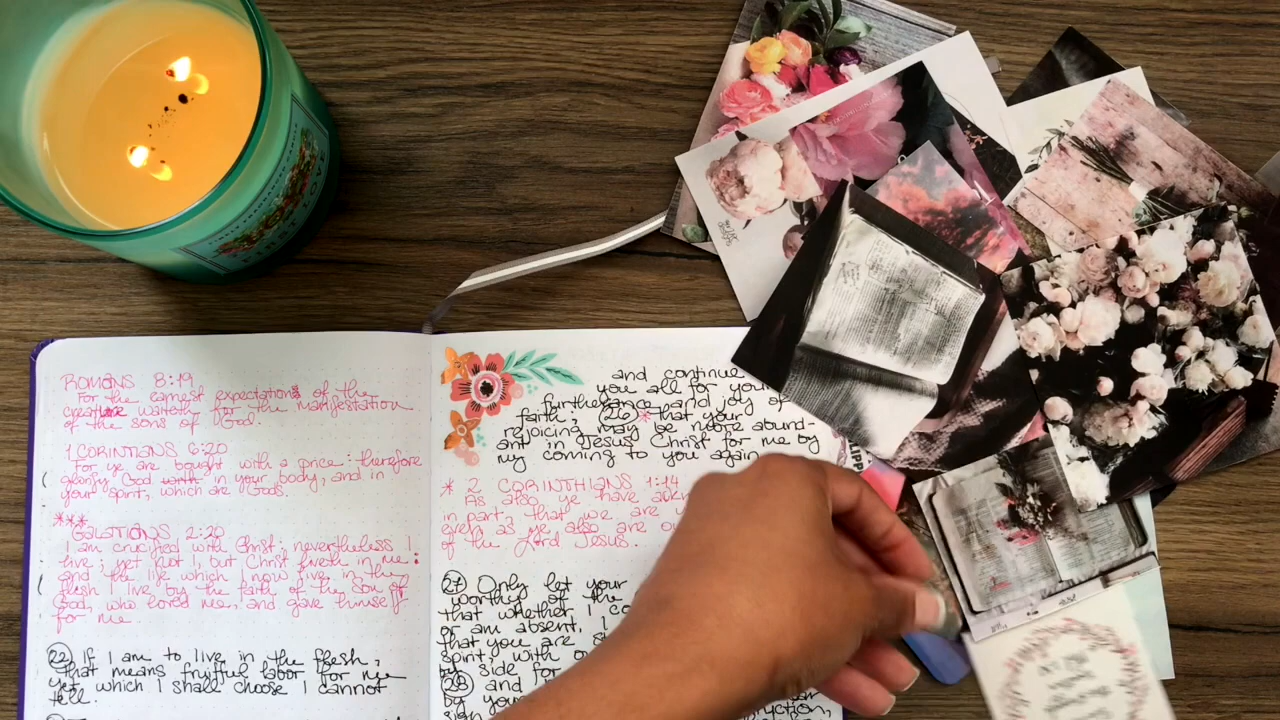 ROMANS 8:19
For the earnest expectations of the
creature waiteth for the manifestation
of the sons of God.
1 CORINTHIANS 6:20
For ye are bought with a price: therefore
glorify God with in your body, and in
your spirit, which are Gods.
***
GALATIONS 2:20
I am crucified with Christ; nevertheless I
live; yet not I, but Christ liveth in me:
and the life which I now live in the
flesh I live by the faith of the Son of
God, who loved me, and gave himself
for me.
22 If I am to live in the flesh,
that means fruitful labor for me
yet which I shall choose I cannot
tell.
and continue
you all for your
furtherance and joy of
faith; (26)* that your
rejoicing may be more abund-
ant in Jesus Christ for me by
my coming to you again.
* 2 CORINTHIANS 1:14
As also ye have
in part, that we are
even as ye also are
of the Lord Jesus.
27 Only let your
worthy of the
that whether I
or am absent, I
that you are
spirit, with
by side for
28 and
by your
sign